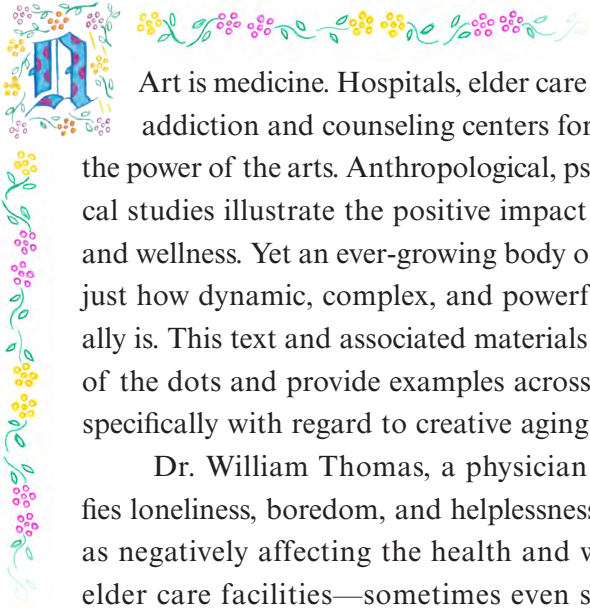 Art is medicine. Hospitals, elder care
addiction and counseling centers for
the power of the arts. Anthropological, ps
cal studies illustrate the positive impact
and wellness. Yet an ever-growing body o
just how dynamic, complex, and powerf
ally is. This text and associated materials
of the dots and provide examples across
specifically with regard to creative aging
Dr. William Thomas, a physician
fies loneliness, boredom, and helplessness
as negatively affecting the health and w
elder care facilities—sometimes even s